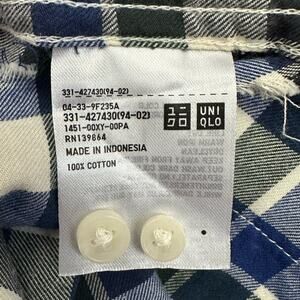 331-427430(94-02)
04-33-9F235A
331-427430(94-02)
1451-00XY-00PA
RN139864
MADE IN INDONESIA
100% COTTON
ユニ
クロ
UNI
QLO